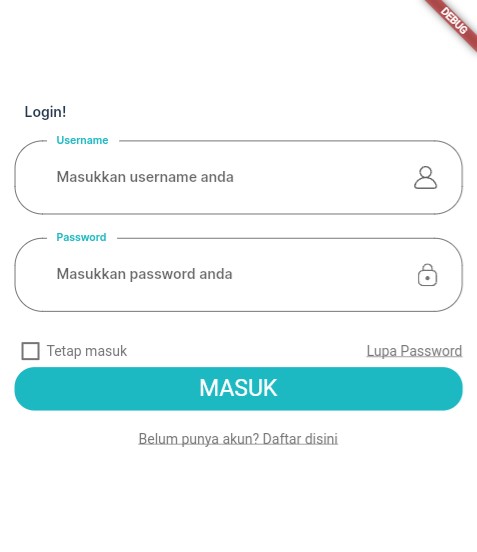 DEBUG
Login!
Username
Masukkan username anda
Password
Masukkan password anda
Tetap masuk
Lupa Password
MASUK
Belum punya akun? Daftar disini